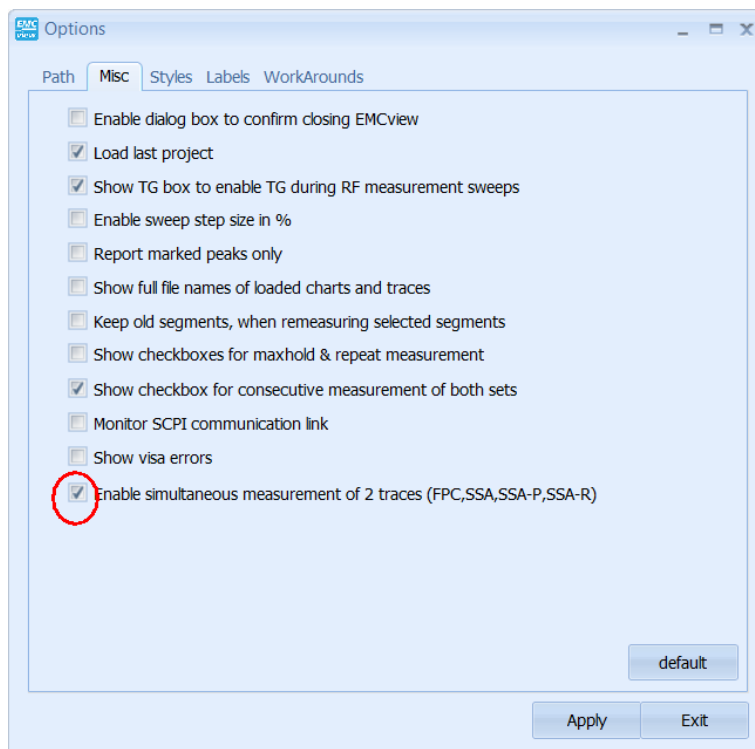 EMC
view
Options
Path Misc Styles Labels WorkArounds
Enable dialog box to confirm closing EMCview
Load last project
Show TG box to enable TG during RF measurement sweeps
Enable sweep step size in %
Report marked peaks only
Show full file names of loaded charts and traces
Keep old segments, when remeasuring selected segments
Show checkboxes for maxhold & repeat measurement
Show checkbox for consecutive measurement of both sets
Monitor SCPI communication link
Show visa errors
Enable simultaneous measurement of 2 traces (FPC,SSA,SSA-P,SSA-R)
default
Apply Exit